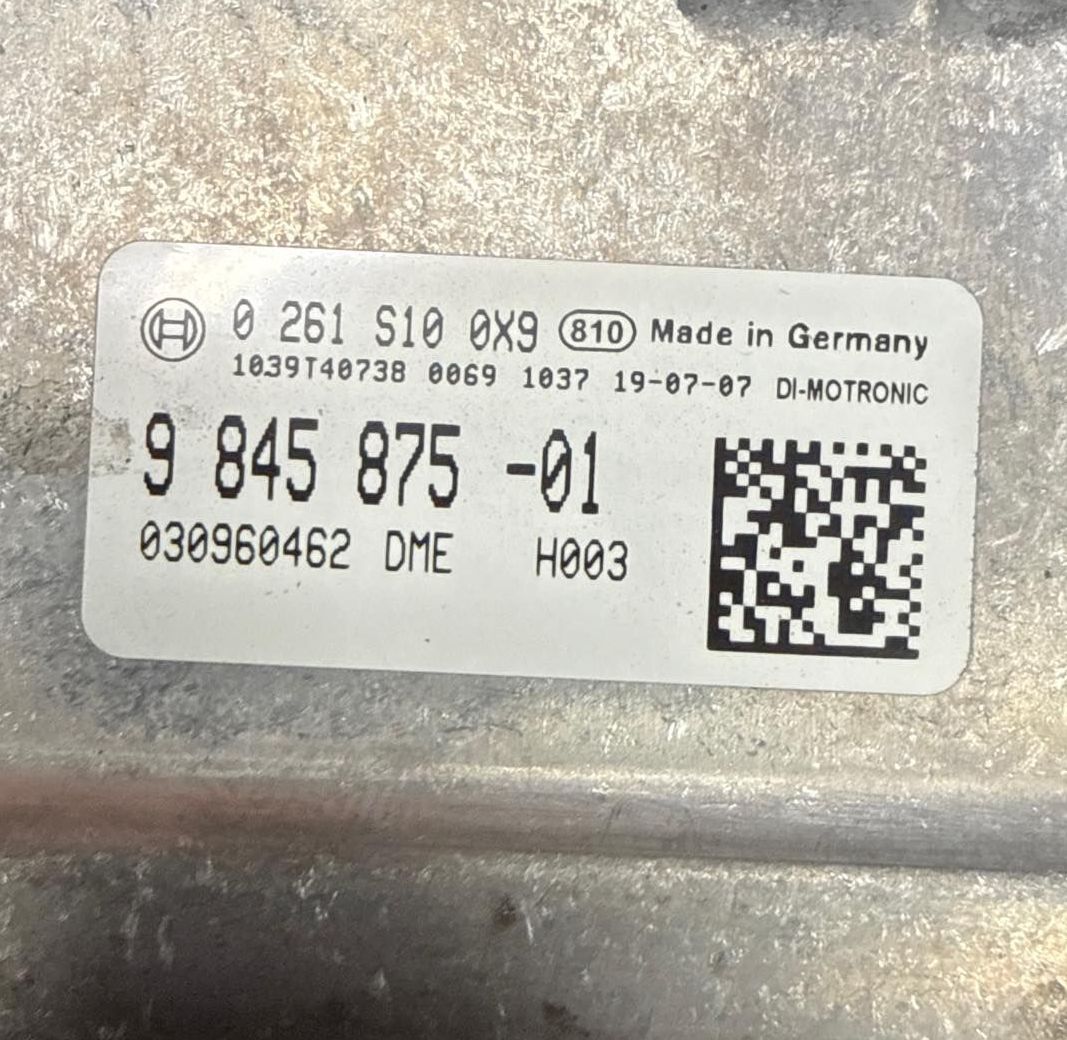 0 261 S10 0X9 810 Made in Germany
1039T40738 0069 1037 19-07-07 DI-MOTRONIC
9 845 875 -01
030960462 DME H003